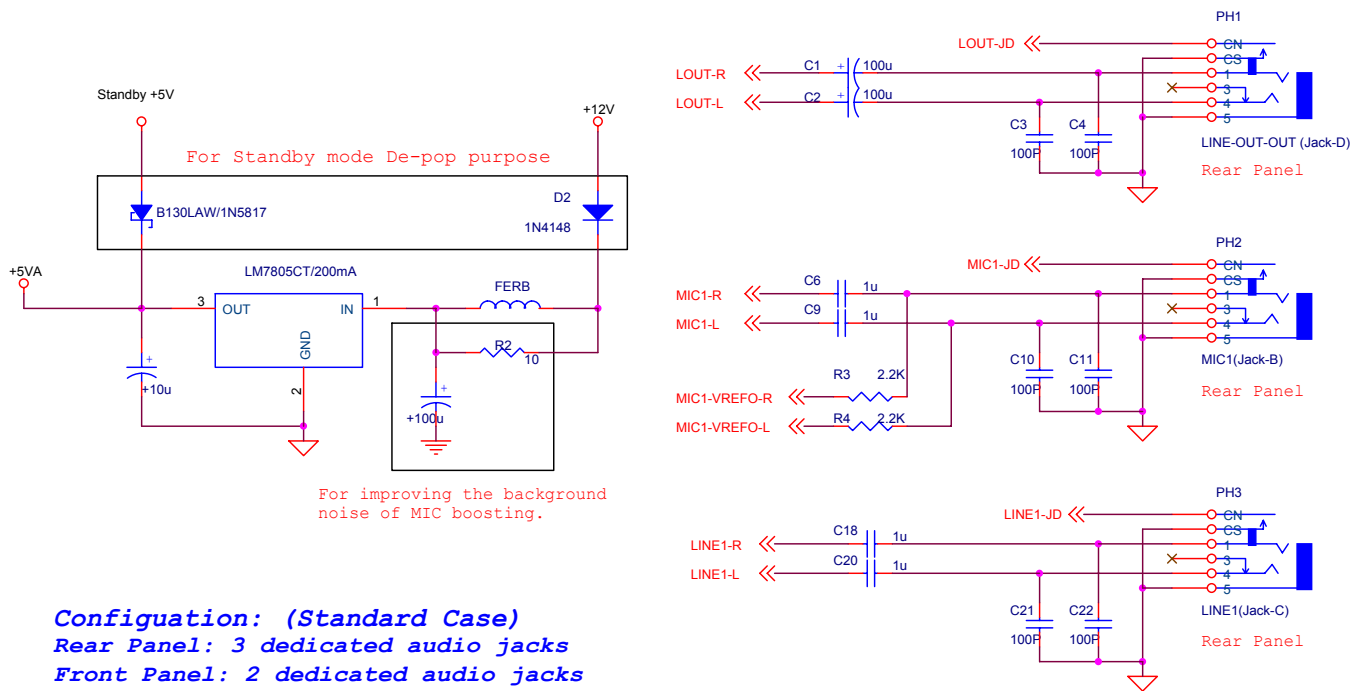 Standby +5V
+12V
For Standby mode De-pop purpose
B130LAW/1N5817
D2
1N4148
+5VA
LM7805CT/200mA
3
OUT
IN
1
GND
2
FERB
R2
10
+
+10u
+
+100u
For improving the background
noise of MIC boosting.
Configuation: (Standard Case)
Rear Panel: 3 dedicated audio jacks
Front Panel: 2 dedicated audio jacks
PH1
LOUT-JD
CN
CS
LOUT-R
C1
+
100u
1
3
LOUT-L
C2
+
100u
4
5
C3
C4
100P
100P
LINE-OUT-OUT (Jack-D)
Rear Panel
PH2
MIC1-JD
CN
CS
MIC1-R
C6
1u
1
3
MIC1-L
C9
1u
4
5
C10
C11
100P
100P
MIC1(Jack-B)
Rear Panel
R3
2.2K
MIC1-VREFO-R
MIC1-VREFO-L
R4
2.2K
PH3
LINE1-JD
CN
CS
LINE1-R
C18
1u
1
3
LINE1-L
C20
1u
4
5
C21
C22
100P
100P
LINE1(Jack-C)
Rear Panel